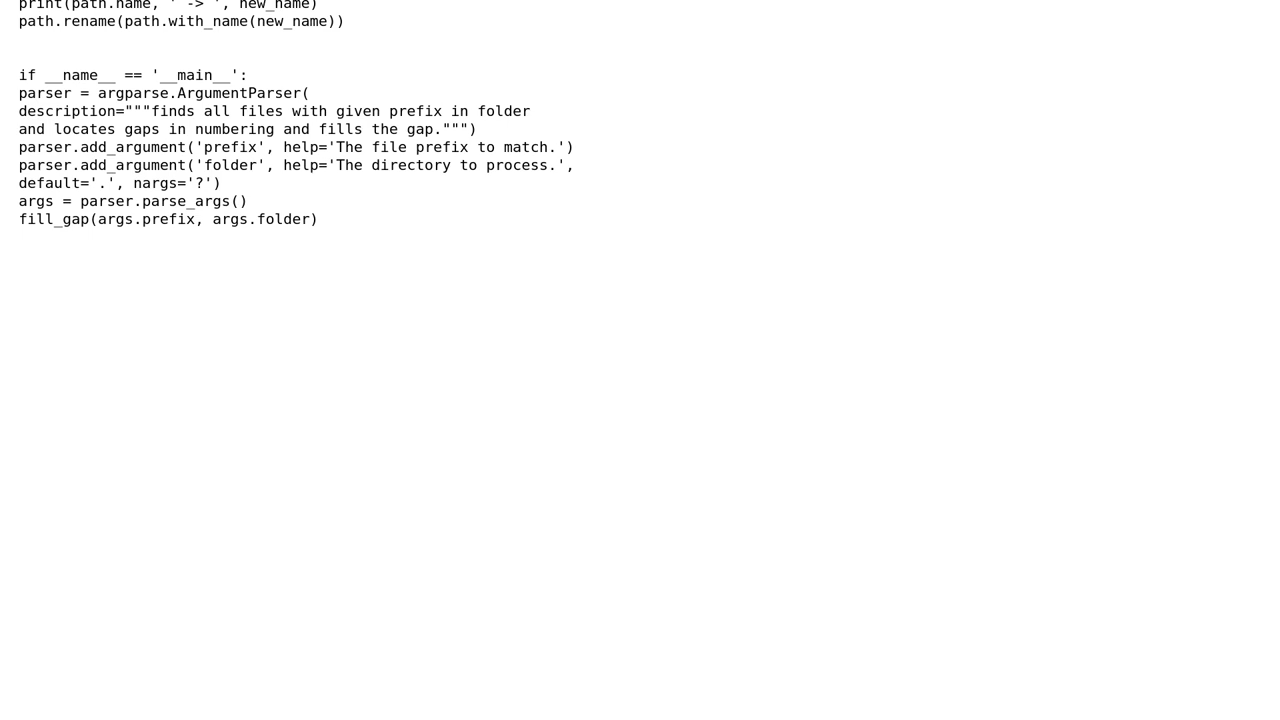 print(path.name, ' -> ', new_name)
path.rename(path.with_name(new_name))
if __name__ == '__main__':
parser = argparse.ArgumentParser(
description="""finds all files with given prefix in folder
and locates gaps in numbering and fills the gap.""")
parser.add_argument('prefix', help='The file prefix to match.')
parser.add_argument('folder', help='The directory to process.',
default='.', nargs='?')
args = parser.parse_args()
fill_gap(args.prefix, args.folder)